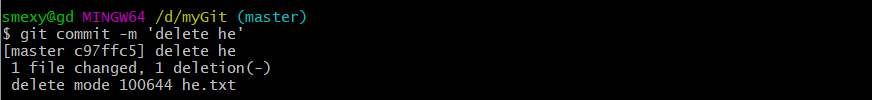 smexy@gd MINGW64 /d/myGit (master)
$ git commit -m 'delete he'
[master c97ffc5] delete he
 1 file changed, 1 deletion(-)
 delete mode 100644 he.txt